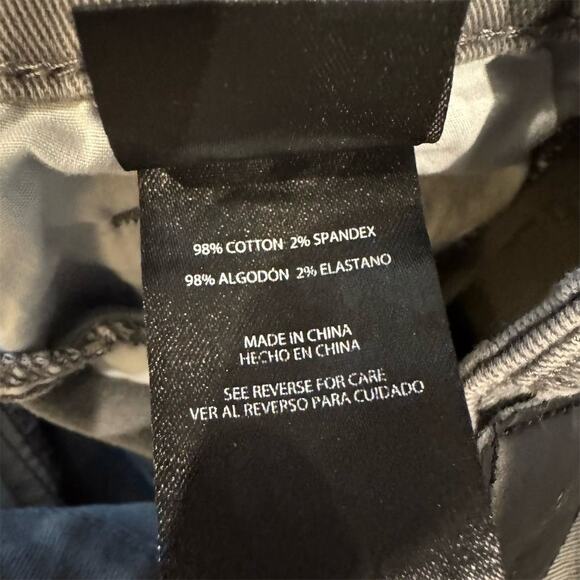 98% COTTON 2% SPANDEX
98% ALGODÓN 2% ELASTANO
MADE IN CHINA
HECHO EN CHINA
SEE REVERSE FOR CARE
VER AL REVERSO PARA CUIDADO